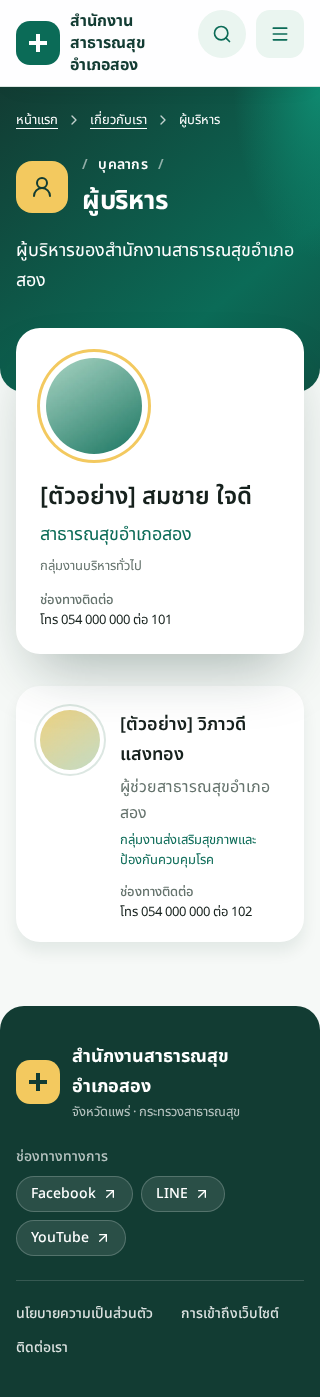 สำนักงาน
สาธารณสุข
อำเภอสอง
หน้าแรก > เกี่ยวกับเรา > ผู้บริหาร
/ บุคลากร /
ผู้บริหาร
ผู้บริหารของสำนักงานสาธารณสุขอำเภอ
สอง
[ตัวอย่าง] สมชาย ใจดี
สาธารณสุขอำเภอสอง
กลุ่มงานบริหารทั่วไป
ช่องทางติดต่อ
โทร 054 000 000 ต่อ 101
[ตัวอย่าง] วิภาวดี
แสงทอง
ผู้ช่วยสาธารณสุขอำเภอ
สอง
กลุ่มงานส่งเสริมสุขภาพและ
ป้องกันควบคุมโรค
ช่องทางติดต่อ
โทร 054 000 000 ต่อ 102
สำนักงานสาธารณสุข
อำเภอสอง
จังหวัดแพร่ · กระทรวงสาธารณสุข
ช่องทางทางการ
Facebook LINE
YouTube
นโยบายความเป็นส่วนตัว การเข้าถึงเว็บไซต์
ติดต่อเรา